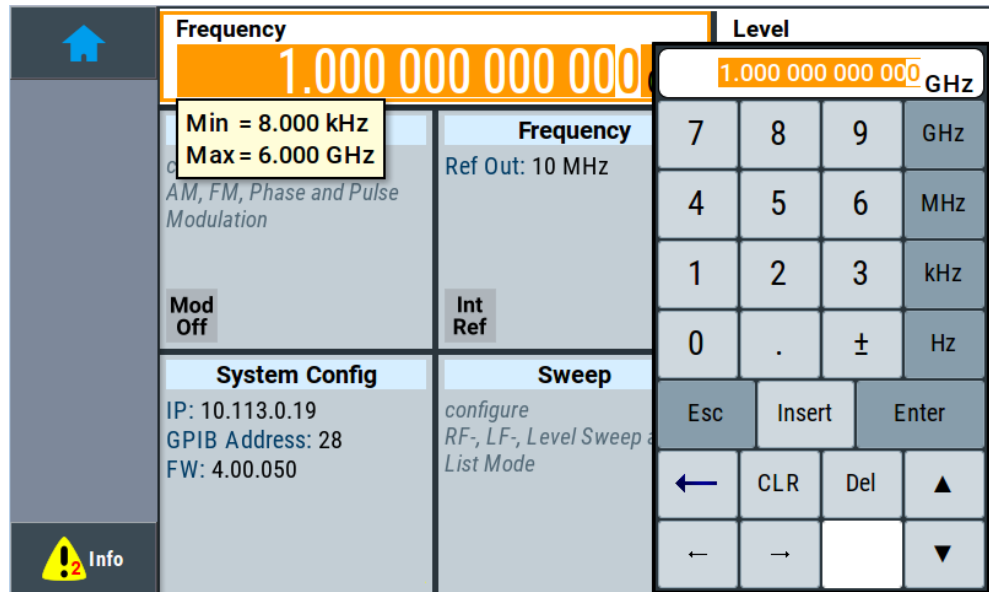 Frequency
1.000 000 000 000
Level
1.000 000 000 000 GHz
Min = 8.000 kHz
Max = 6.000 GHz
AM, FM, Phase and Pulse
Modulation
Mod
Off
Frequency
Ref Out: 10 MHz
Int
Ref
System Config
IP: 10.113.0.19
GPIB Address: 28
FW: 4.00.050
Sweep
configure
RF-, LF-, Level Sweep
List Mode
7 8 9 GHz
4 5 6 MHz
1 2 3 kHz
0 . ± Hz
Esc Insert Enter
← CLR Del ▲
← → ▼
2 Info